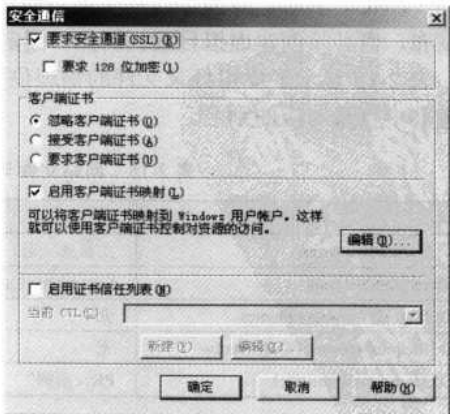 安全通信
要求安全通道(SSL)(R)
要求 128 位加密(1)
客户端证书
忽略客户端证书(O)
接受客户端证书(A)
要求客户端证书(U)
启用客户端证书映射(L)
可以将客户端证书映射到 Windows 用户帐户。这样
就可以使用客户端证书控制对资源的访问。
编辑(D)...
启用证书信任列表(N)
当前 CTL(C)
新建(Y)...
编辑
确定
取消
帮助(H)